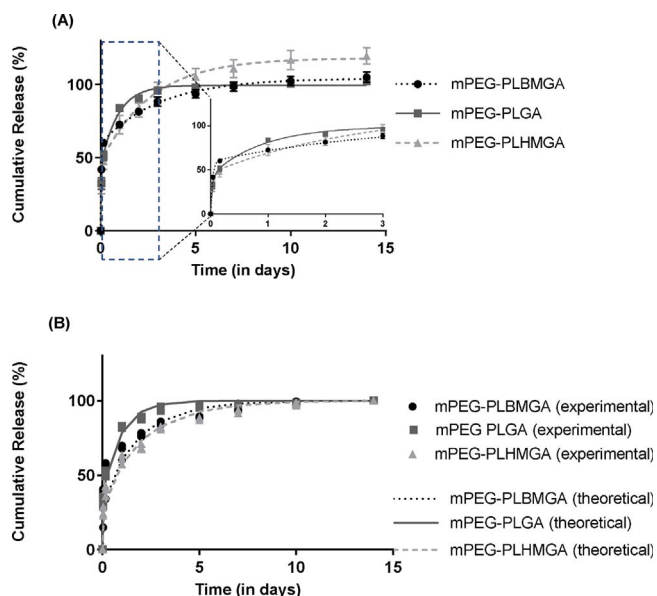 (A)
Cumulative Release (%)
100
50
0
0
5
10
15
Time (in days)
100
50
0
0
1
2
3
mPEG-PLBMGA
mPEG-PLGA
mPEG-PLHMGA
(B)
Cumulative Release (%)
100
50
0
0
5
10
15
Time (in days)
mPEG-PLBMGA (experimental)
mPEG PLGA (experimental)
mPEG-PLHMGA (experimental)
mPEG-PLBMGA (theoretical)
mPEG-PLGA (theoretical)
mPEG-PLHMGA (theoretical)